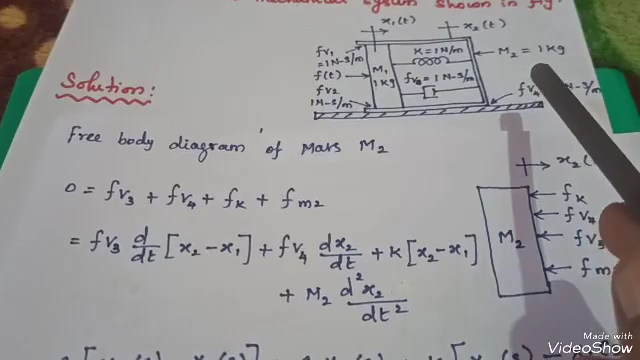 mechanical system shown in Fig.
x₁(t) x₂(t)
fv₁
=1N-s/m
K=1N/m
M₂ = 1Kg
f(t)
M₁
1Kg
fv₃ = 1N-s/m
fv₂
1N-s/m
fv₄ N-s/m
Solution:
Free body diagram of Mass M₂
x₂(
0 = fv₃ + fv₄ + fK + fm₂
fK
fv₄
= fv₃ d/dt [x₂-x₁] + fv₄ dx₂/dt + K[x₂-x₁]
M₂
fv₃
fm
+ M₂ d²x₂/dt²
Made with
VideoShow